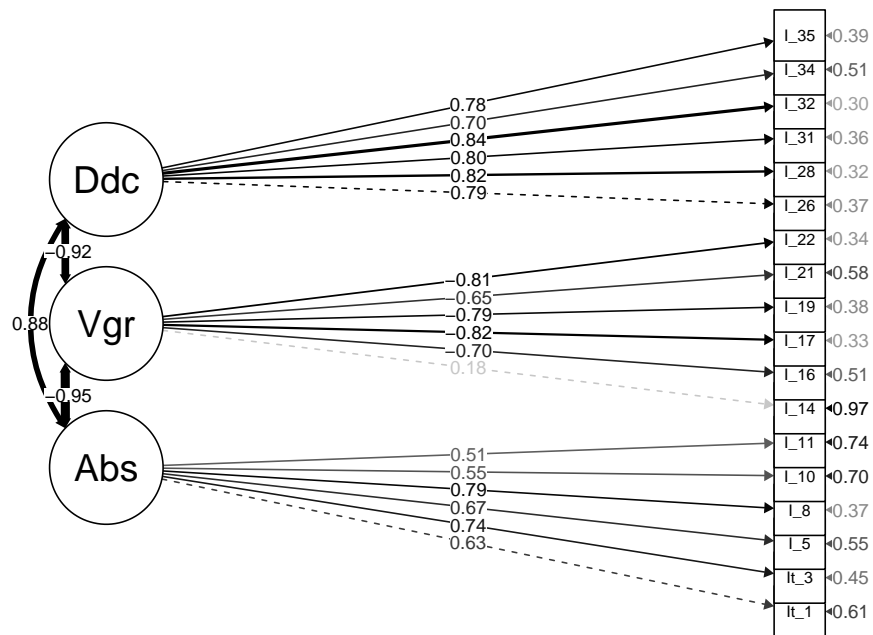 I_35
0.39
I_34
0.51
I_32
0.30
I_31
0.36
I_28
0.32
I_26
0.37
I_22
0.34
I_21
0.58
I_19
0.38
I_17
0.33
I_16
0.51
I_14
0.97
I_11
0.74
I_10
0.70
I_8
0.37
I_5
0.55
It_3
0.45
It_1
0.61
0.78
0.70
0.84
0.80
0.82
0.79
−0.81
−0.65
−0.79
−0.82
−0.70
0.18
0.51
0.55
0.79
0.67
0.74
0.63
Ddc
−0.92
Vgr
0.88
−0.95
Abs